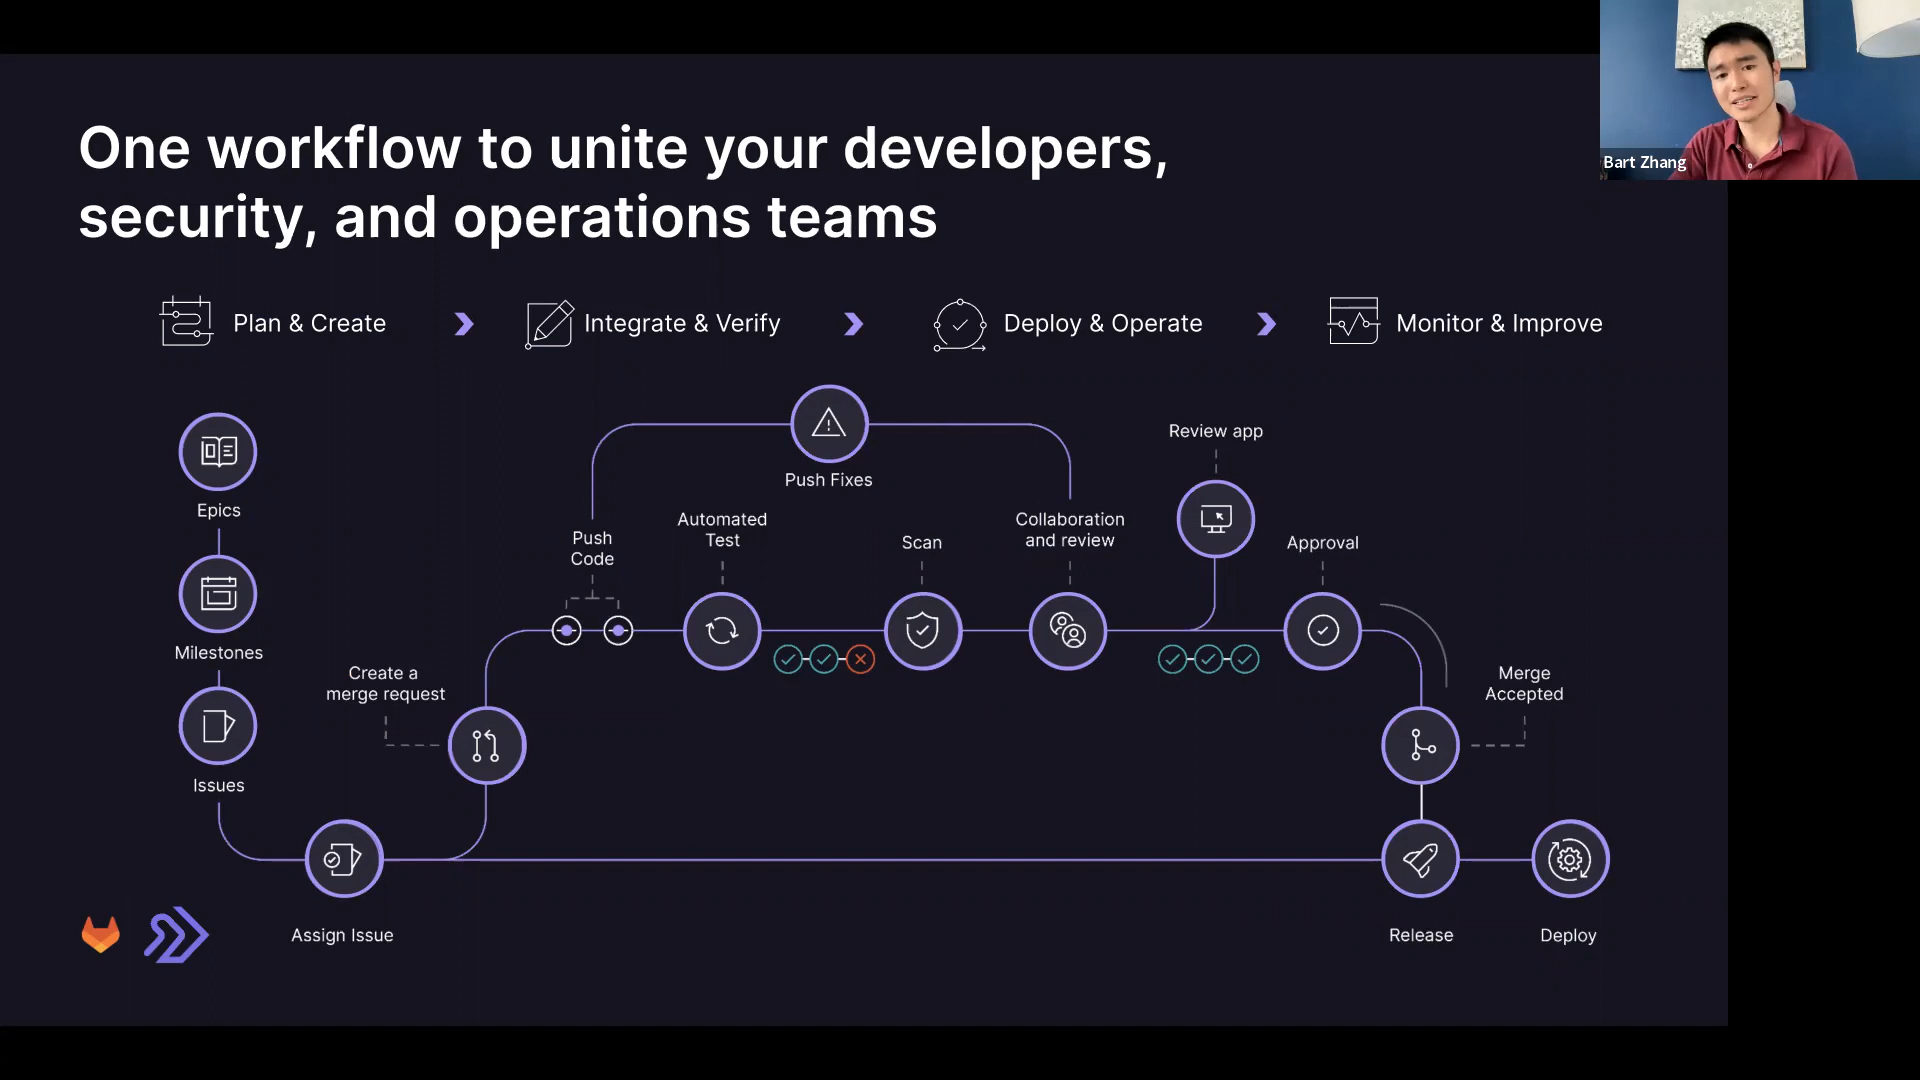 One workflow to unite your developers,
security, and operations teams
Bart Zhang
Plan & Create
Integrate & Verify
Deploy & Operate
Monitor & Improve
Epics
Milestones
Issues
Assign Issue
Create a
merge request
Push
Code
Push Fixes
Automated
Test
Scan
Collaboration
and review
Review app
Approval
Merge
Accepted
Release
Deploy